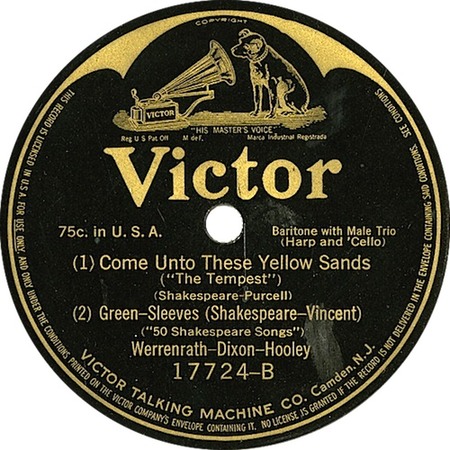 COPYRIGHT
VICTOR
"HIS MASTER'S VOICE"
Reg U S Pat Off M de F. Marca Industrial Registrada
Victor
75c. in U. S. A.
Baritone with Male Trio
(Harp and 'Cello)
(1) Come Unto These Yellow Sands
("The Tempest")
(Shakespeare-Purcell)
(2) Green-Sleeves (Shakespeare-Vincent)
("50 Shakespeare Songs")
Werrenrath-Dixon-Hooley
17724-B
VICTOR TALKING MACHINE CO. Camden, N.J.
THIS RECORD IS LICENSED IN U.S.A. FOR USE ONLY, AND ONLY UNDER THE CONDITIONS PRINTED ON THE VICTOR COMPANY'S ENVELOPE CONTAINING IT. NO LICENSE IS GRANTED IF THE RECORD IS NOT DELIVERED IN THE ENVELOPE CONTAINING SAID CONDITIONS. SEE CONDITIONS